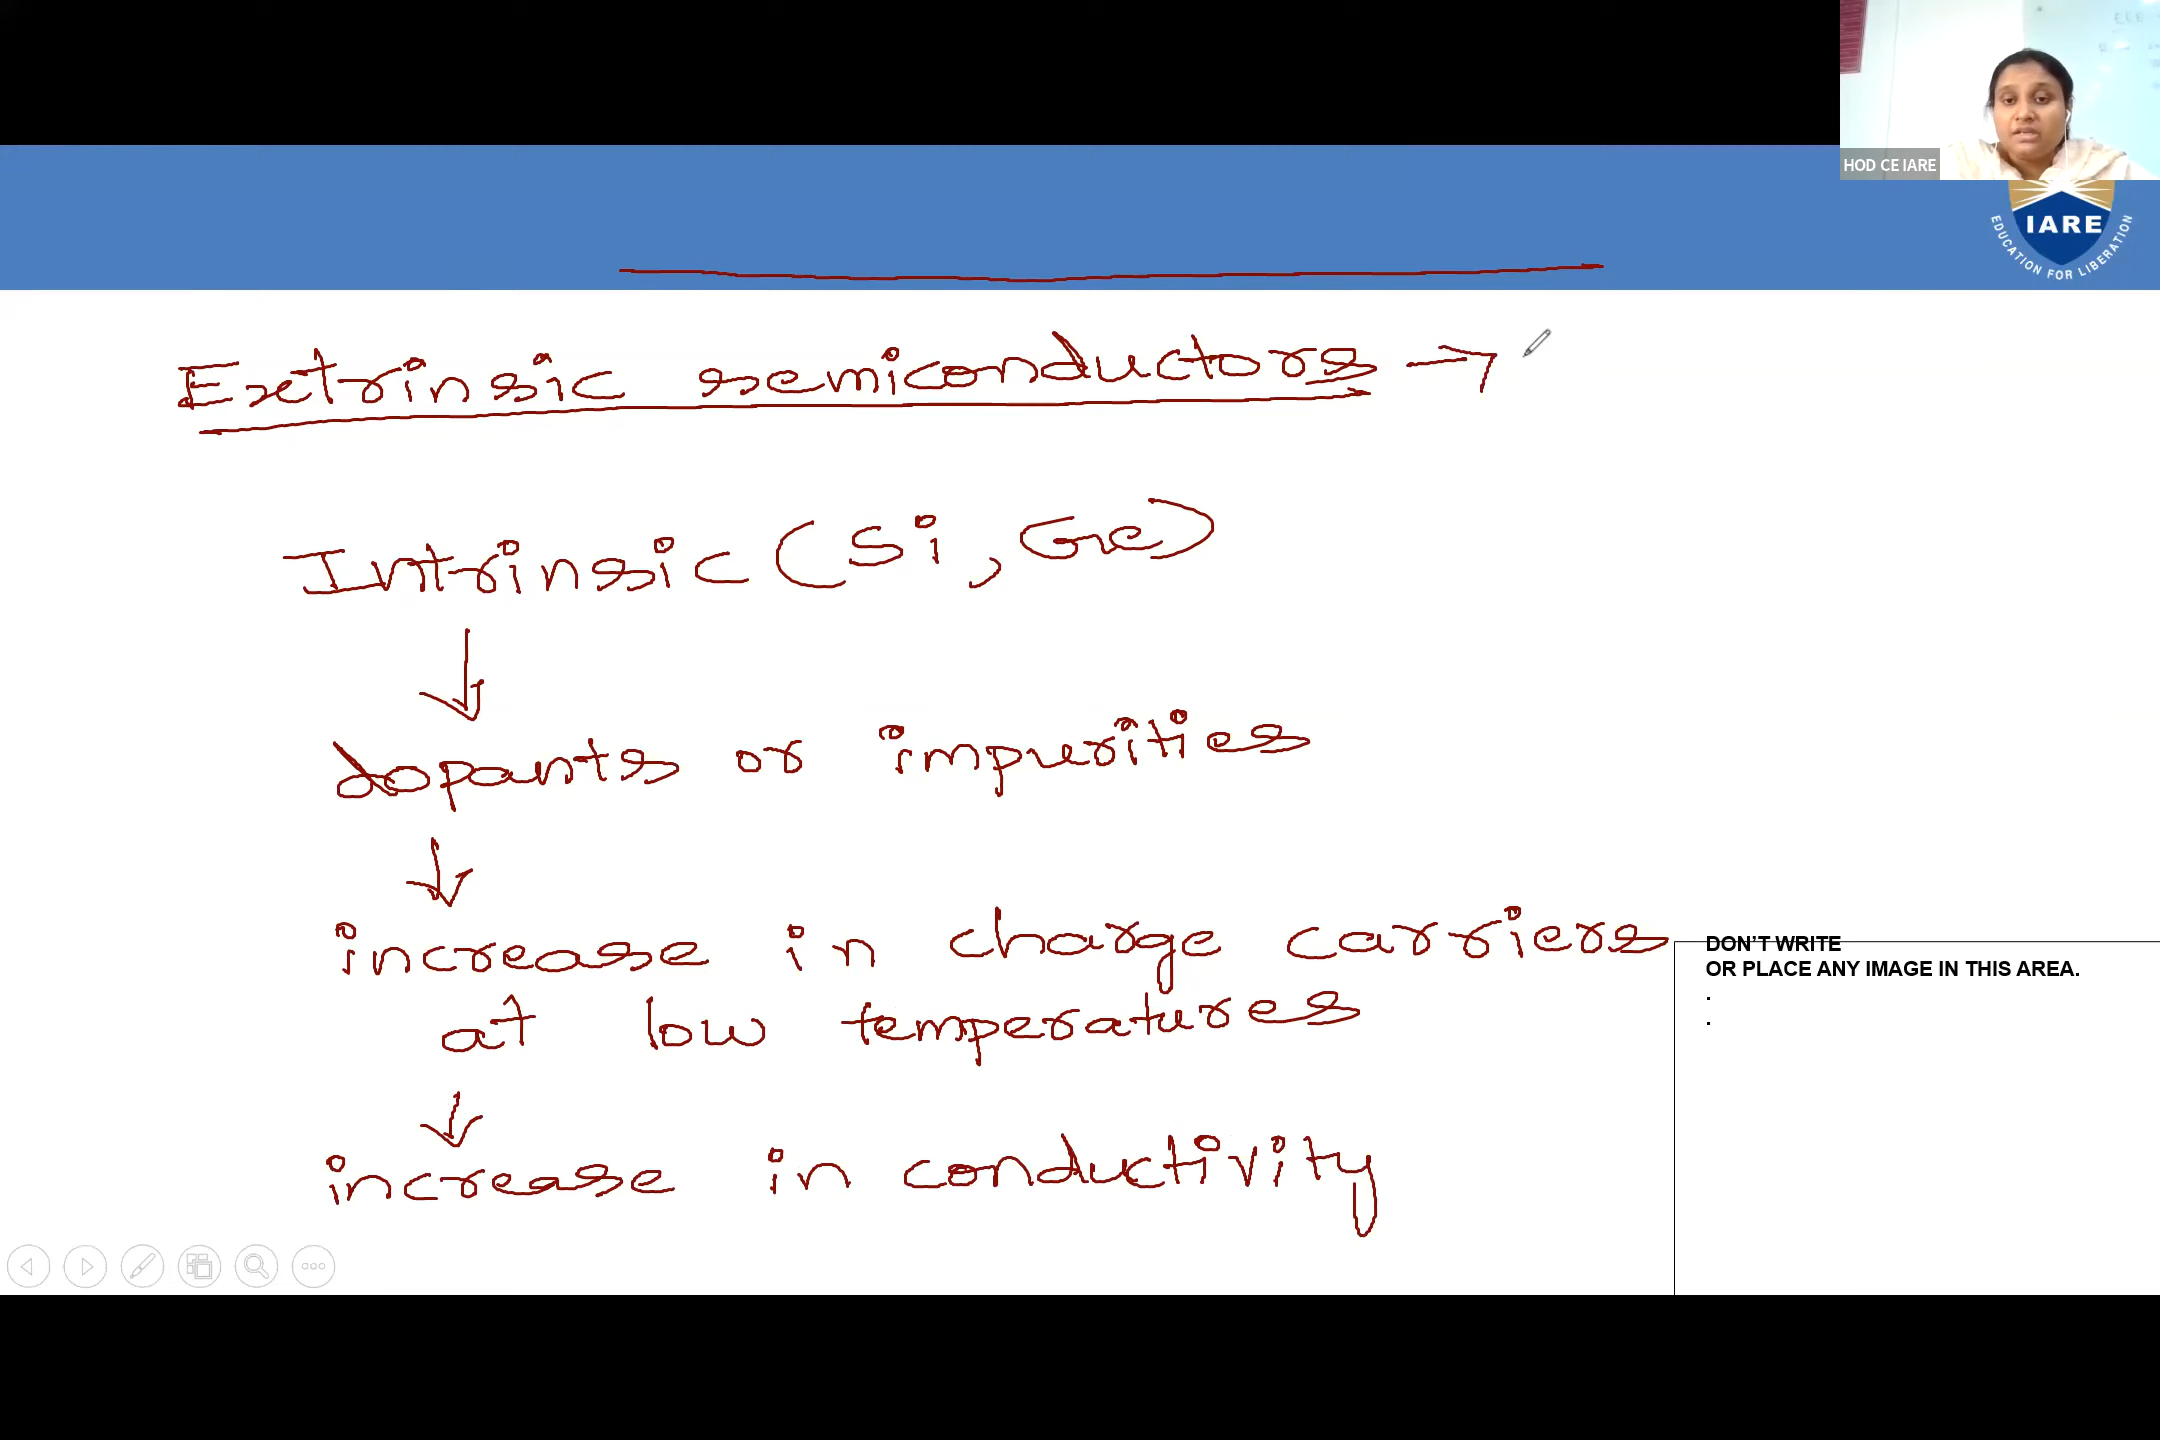 HOD CE IARE
IARE
EDUCATION FOR LIBERATION
Extrinsic semiconductors →
Intrinsic (Si, Ge)
↓
dopants or impurities
↓
increase in charge carriers
at low temperatures
↓
increase in conductivity
DON'T WRITE
OR PLACE ANY IMAGE IN THIS AREA.
.
.